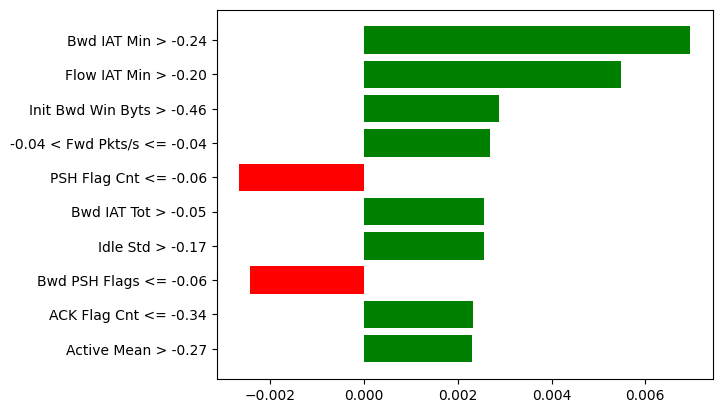 Bwd IAT Min > -0.24
Flow IAT Min > -0.20
Init Bwd Win Byts > -0.46
-0.04 < Fwd Pkts/s <= -0.04
PSH Flag Cnt <= -0.06
Bwd IAT Tot > -0.05
Idle Std > -0.17
Bwd PSH Flags <= -0.06
ACK Flag Cnt <= -0.34
Active Mean > -0.27
−0.002 0.000 0.002 0.004 0.006